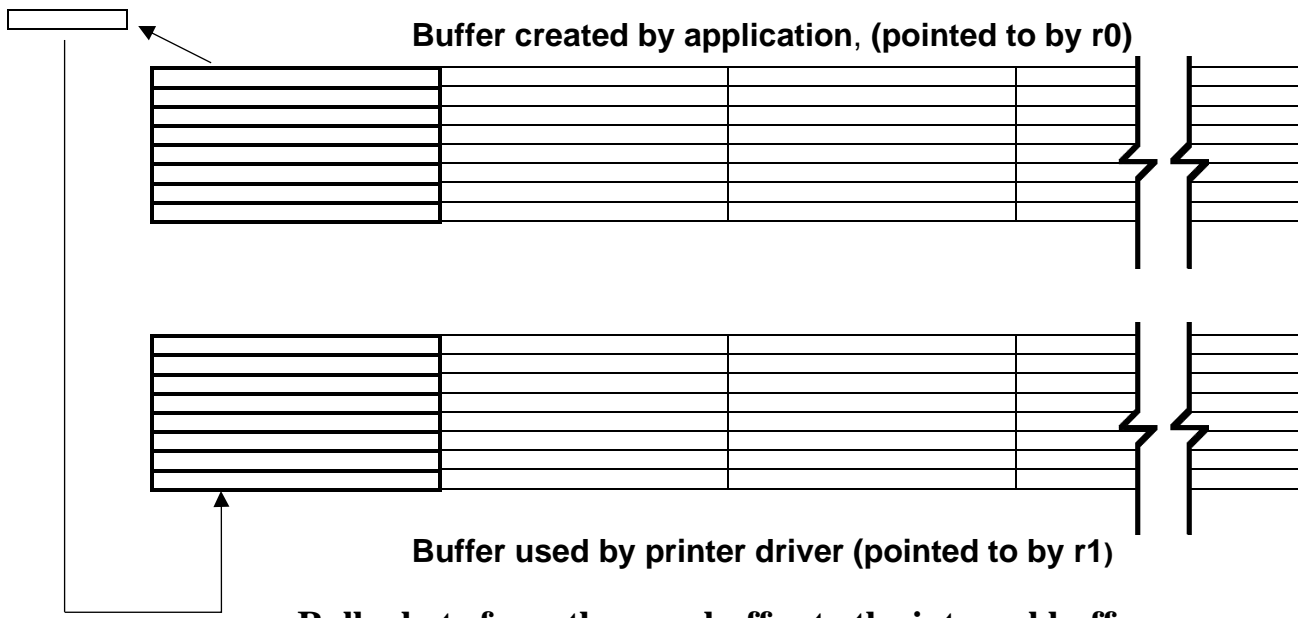 Buffer created by application, (pointed to by r0)
Buffer used by printer driver (pointed to by r1)